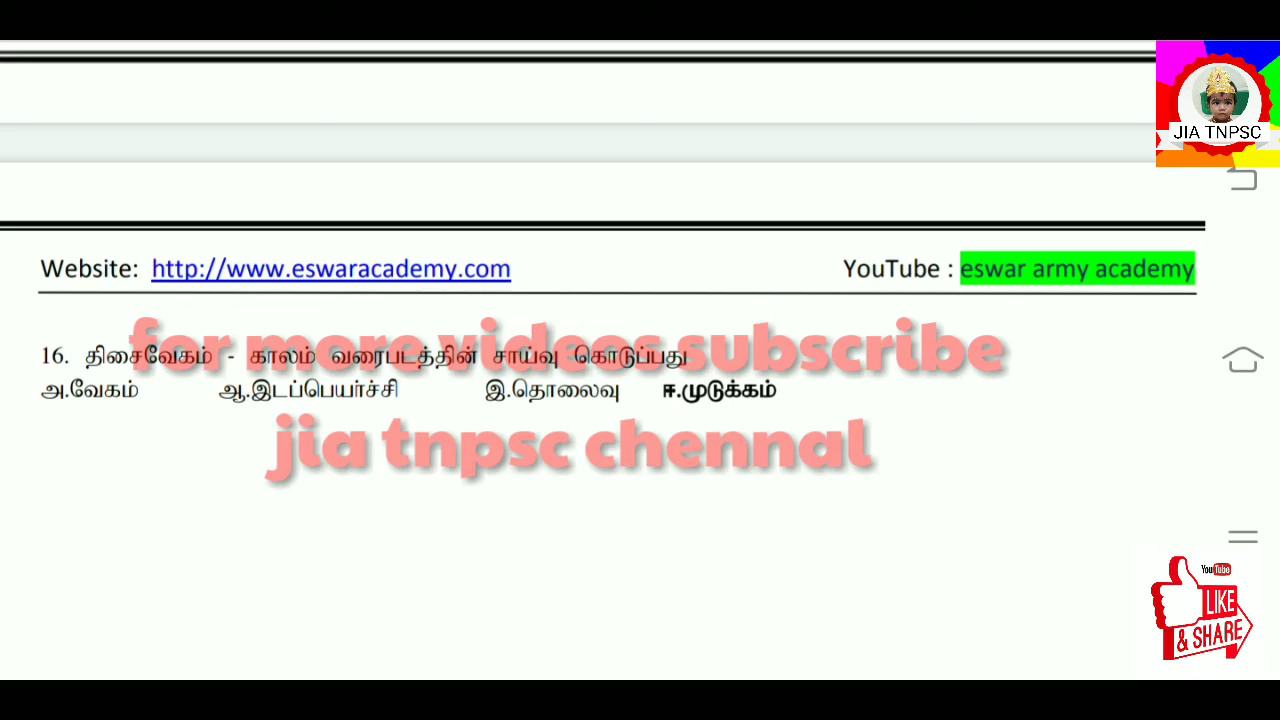 JIA TNPSC
Website: http://www.eswaracademy.com YouTube : eswar army academy
for more videos subscribe
16. திசைவேகம் - காலம் வரைபடத்தின் சாய்வு கொடுப்பது
அ.வேகம் ஆ.இடப்பெயர்ச்சி இ.தொலைவு ஈ.முடுக்கம்
jia tnpsc chennal
YouTube
LIKE
& SHARE